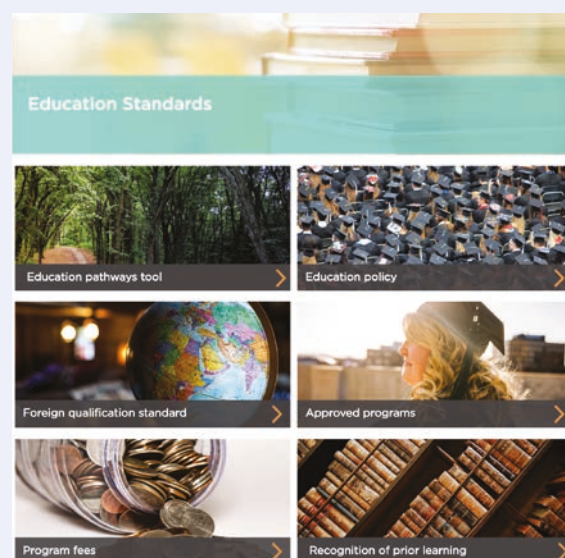 Education Standards
Education pathways tool
Education policy
Foreign qualification standard
Approved programs
Program fees
Recognition of prior learning